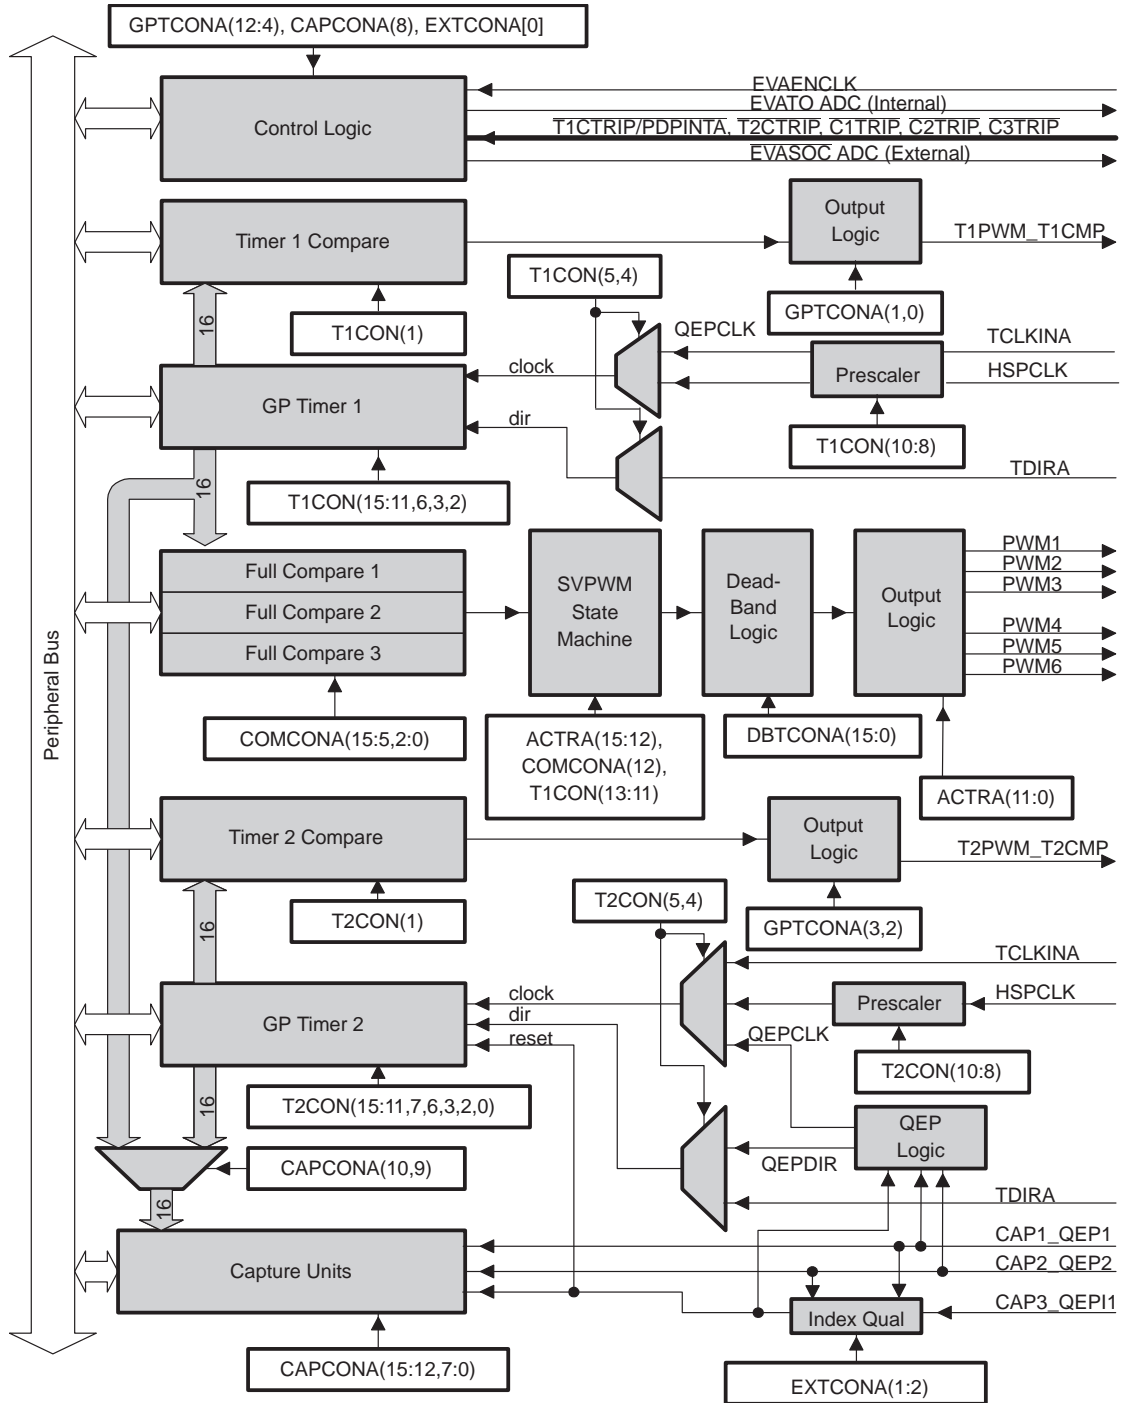 GPTCONA(12:4), CAPCONA(8), EXTCONA[0]
Control Logic
EVAENCLK
EVATO ADC (Internal)
T1CTRIP/PDPINTA, T2CTRIP, C1TRIP, C2TRIP, C3TRIP
EVASOC ADC (External)
Timer 1 Compare
Output
Logic
T1PWM_T1CMP
T1CON(5,4)
GPTCONA(1,0)
16
T1CON(1)
QEPCLK
TCLKINA
clock
Prescaler
HSPCLK
GP Timer 1
dir
T1CON(10:8)
TDIRA
16
T1CON(15:11,6,3,2)
Full Compare 1
Full Compare 2
Full Compare 3
SVPWM
State
Machine
Dead-
Band
Logic
Output
Logic
PWM1
PWM2
PWM3
PWM4
PWM5
PWM6
Peripheral Bus
COMCONA(15:5,2:0)
ACTRA(15:12),
COMCONA(12),
T1CON(13:11)
DBTCONA(15:0)
ACTRA(11:0)
Timer 2 Compare
Output
Logic
T2PWM_T2CMP
T2CON(5,4)
GPTCONA(3,2)
16
T2CON(1)
TCLKINA
clock
Prescaler
HSPCLK
GP Timer 2
dir
reset
QEPCLK
T2CON(10:8)
16
T2CON(15:11,7,6,3,2,0)
QEP
Logic
CAPCONA(10,9)
QEPDIR
TDIRA
16
CAP1_QEP1
Capture Units
CAP2_QEP2
CAP3_QEPI1
Index Qual
CAPCONA(15:12,7:0)
EXTCONA(1:2)